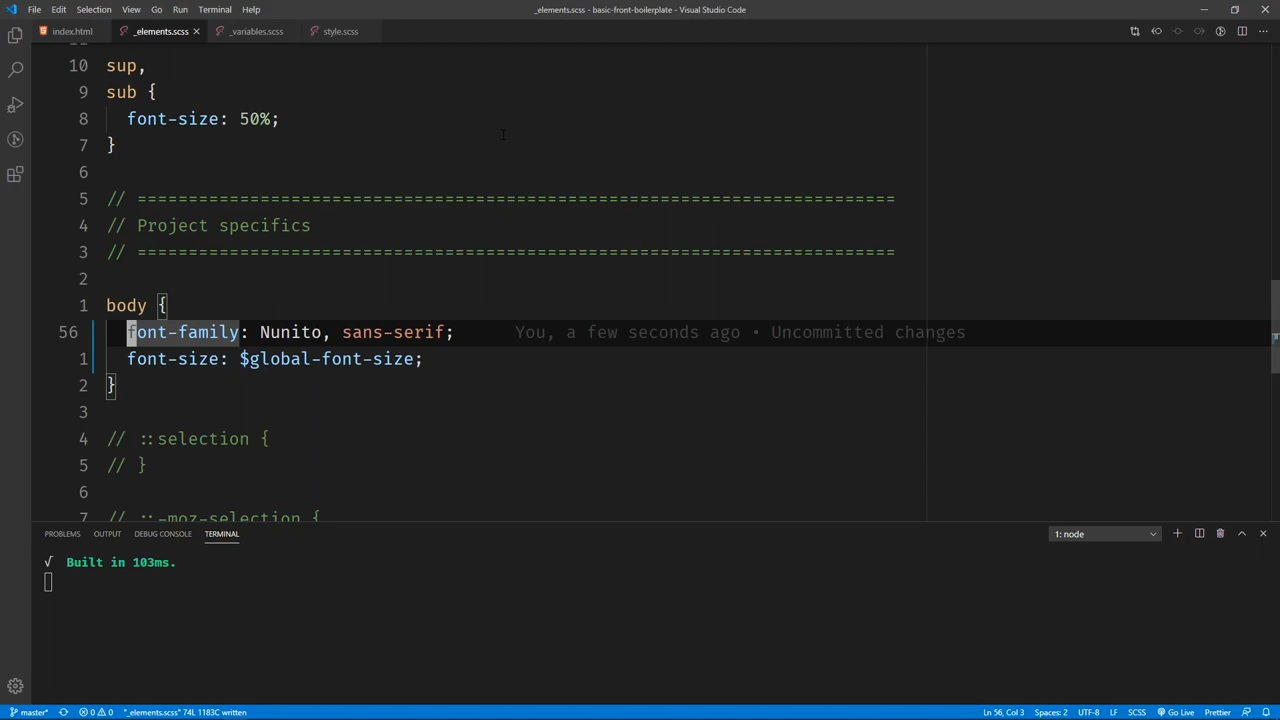 File Edit Selection View Go Run Terminal Help
_elements.scss - basic-front-boilerplate - Visual Studio Code
index.html _elements.scss _variables.scss style.scss
11
10 sup,
9 sub {
8 font-size: 50%;
7 }
6
5 // ==========================================================================
4 // Project specifics
3 // ==========================================================================
2
1 body {
56 font-family: Nunito, sans-serif; You, a few seconds ago • Uncommitted changes
1 font-size: $global-font-size;
2 }
3
4 // ::selection {
5 // }
6
7 // ::-moz-selection {
PROBLEMS OUTPUT DEBUG CONSOLE TERMINAL 1: node
√ Built in 103ms.
master* 0 0 "_elements.scss" 74L 1183C written Ln 56, Col 3 Spaces: 2 UTF-8 LF SCSS Go Live Prettier